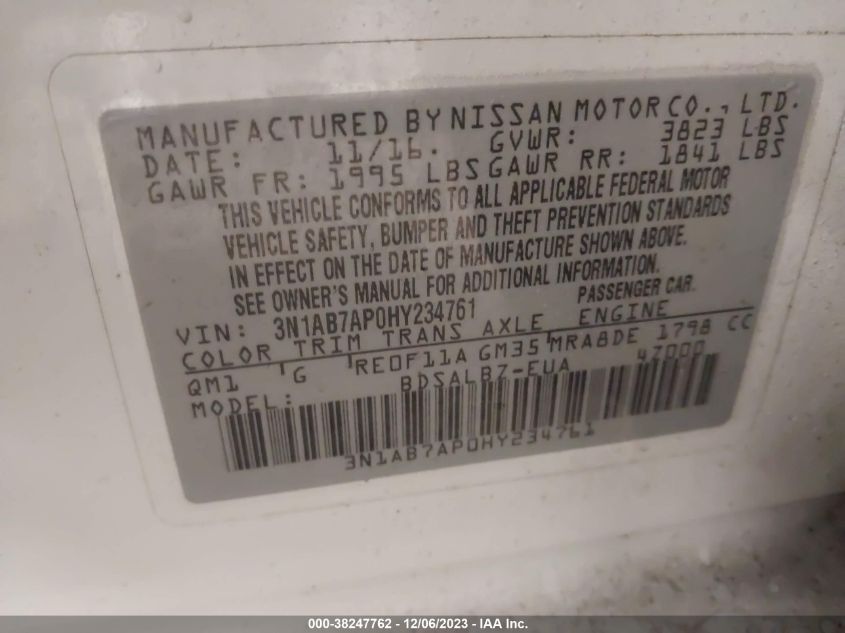 MANUFACTURED BY NISSAN MOTOR CO., LTD.
DATE: 11/16. GVWR: 3823 LBS
GAWR FR: 1995 LBS GAWR RR: 1841 LBS
THIS VEHICLE CONFORMS TO ALL APPLICABLE FEDERAL MOTOR
VEHICLE SAFETY, BUMPER AND THEFT PREVENTION STANDARDS
IN EFFECT ON THE DATE OF MANUFACTURE SHOWN ABOVE.
SEE OWNER'S MANUAL FOR ADDITIONAL INFORMATION.
VIN: 3N1AB7AP0HY234761 PASSENGER CAR.
COLOR TRIM TRANS AXLE ENGINE
QM1 G RE0F11A GM35 MRA8DE 1798 CC
MODEL: BDSALBZ-EUA 4Z000
3N1AB7AP0HY234761
000-38247762 - 12/06/2023 - IAA Inc.